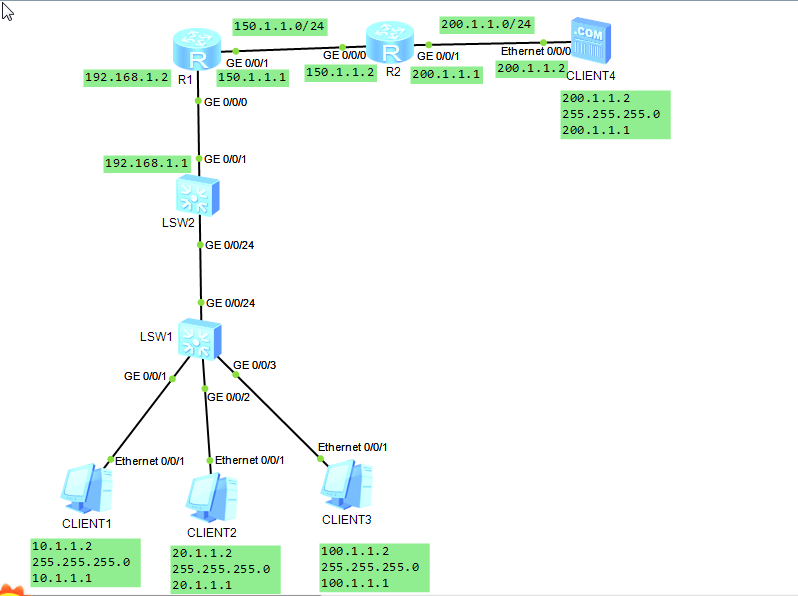 150.1.1.0/24
200.1.1.0/24
.COM
R
R
GE 0/0/1
GE 0/0/0
GE 0/0/1
Ethernet 0/0/0
192.168.1.2
R1
150.1.1.1
150.1.1.2
R2
200.1.1.1
200.1.1.2
CLIENT4
GE 0/0/0
200.1.1.2
255.255.255.0
200.1.1.1
192.168.1.1
GE 0/0/1
LSW2
GE 0/0/24
GE 0/0/24
LSW1
GE 0/0/1
GE 0/0/3
GE 0/0/2
Ethernet 0/0/1
Ethernet 0/0/1
Ethernet 0/0/1
CLIENT1
CLIENT2
CLIENT3
10.1.1.2
255.255.255.0
10.1.1.1
20.1.1.2
255.255.255.0
20.1.1.1
100.1.1.2
255.255.255.0
100.1.1.1